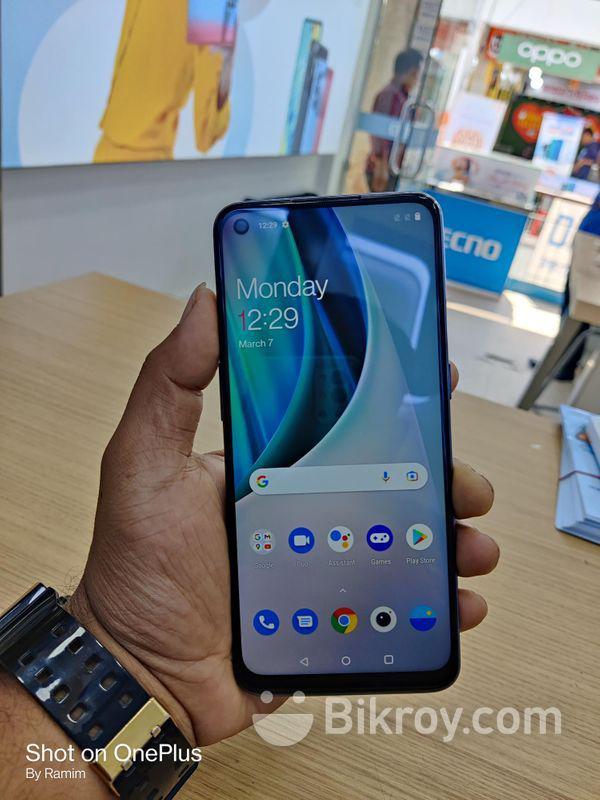 oppo
ECNO
12:29
Monday
12:29
March 7
G
Google
Duo
Assistant
Games
Play Store
Bikroy.com
Shot on OnePlus
By Ramim